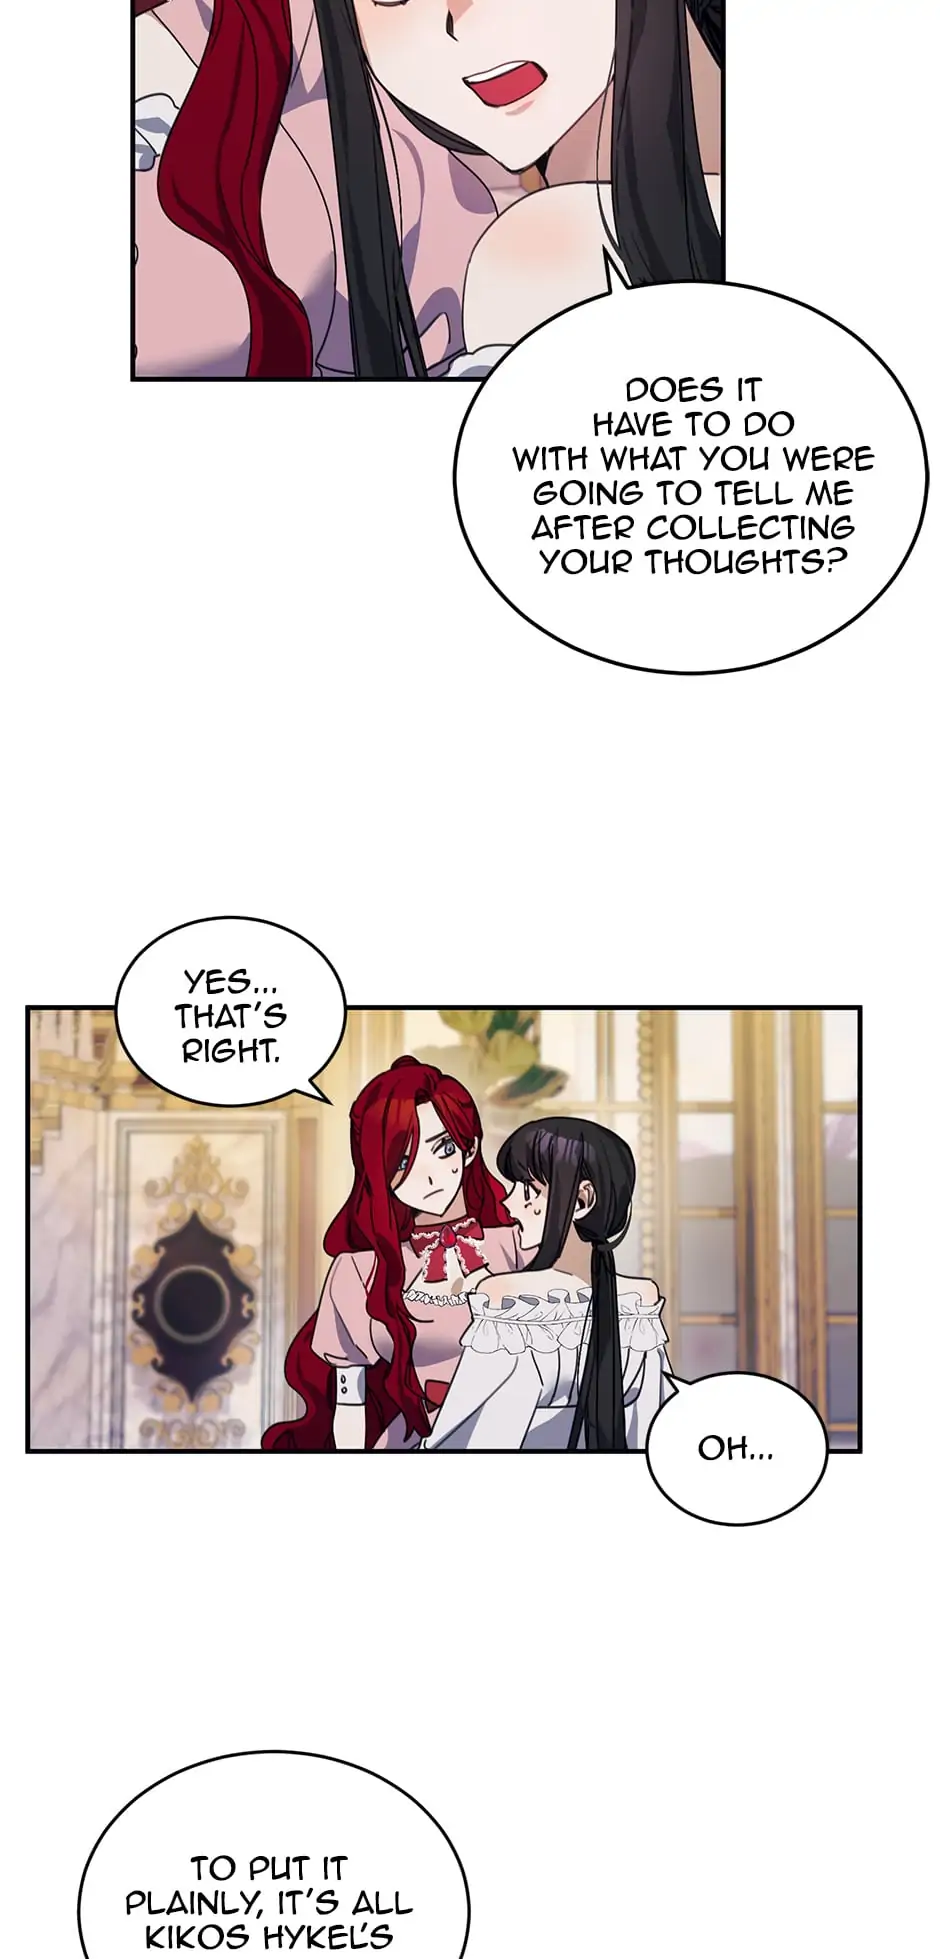 DOES IT
HAVE TO DO
WITH WHAT YOU WERE
GOING TO TELL ME
AFTER COLLECTING
YOUR THOUGHTS?
YES...
THAT'S
RIGHT.
OH...
TO PUT IT
PLAINLY, IT'S ALL
KIKOS HYKEL'S